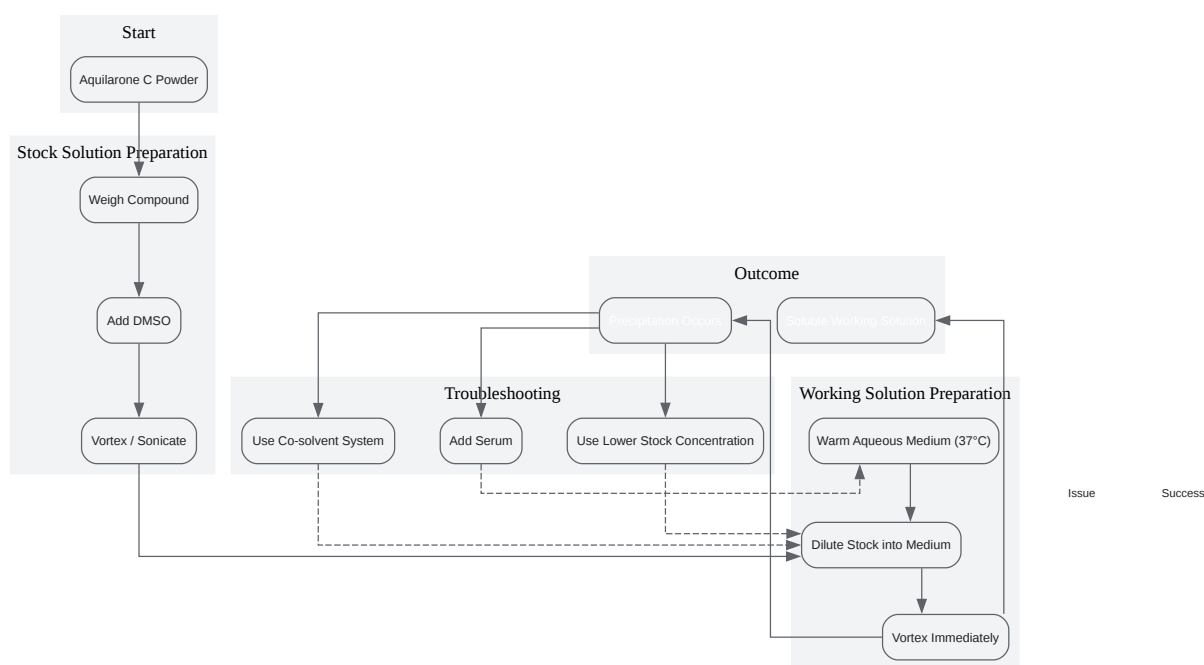 Start
Aquilarone C Powder
Stock Solution Preparation
Weigh Compound
Add DMSO
Vortex / Sonicate
Outcome
Precipitation Occurs
Soluble Working Solution
Troubleshooting
Use Co-solvent System
Add Serum
Use Lower Stock Concentration
Working Solution Preparation
Warm Aqueous Medium (37°C)
Dilute Stock into Medium
Vortex Immediately
Issue
Success